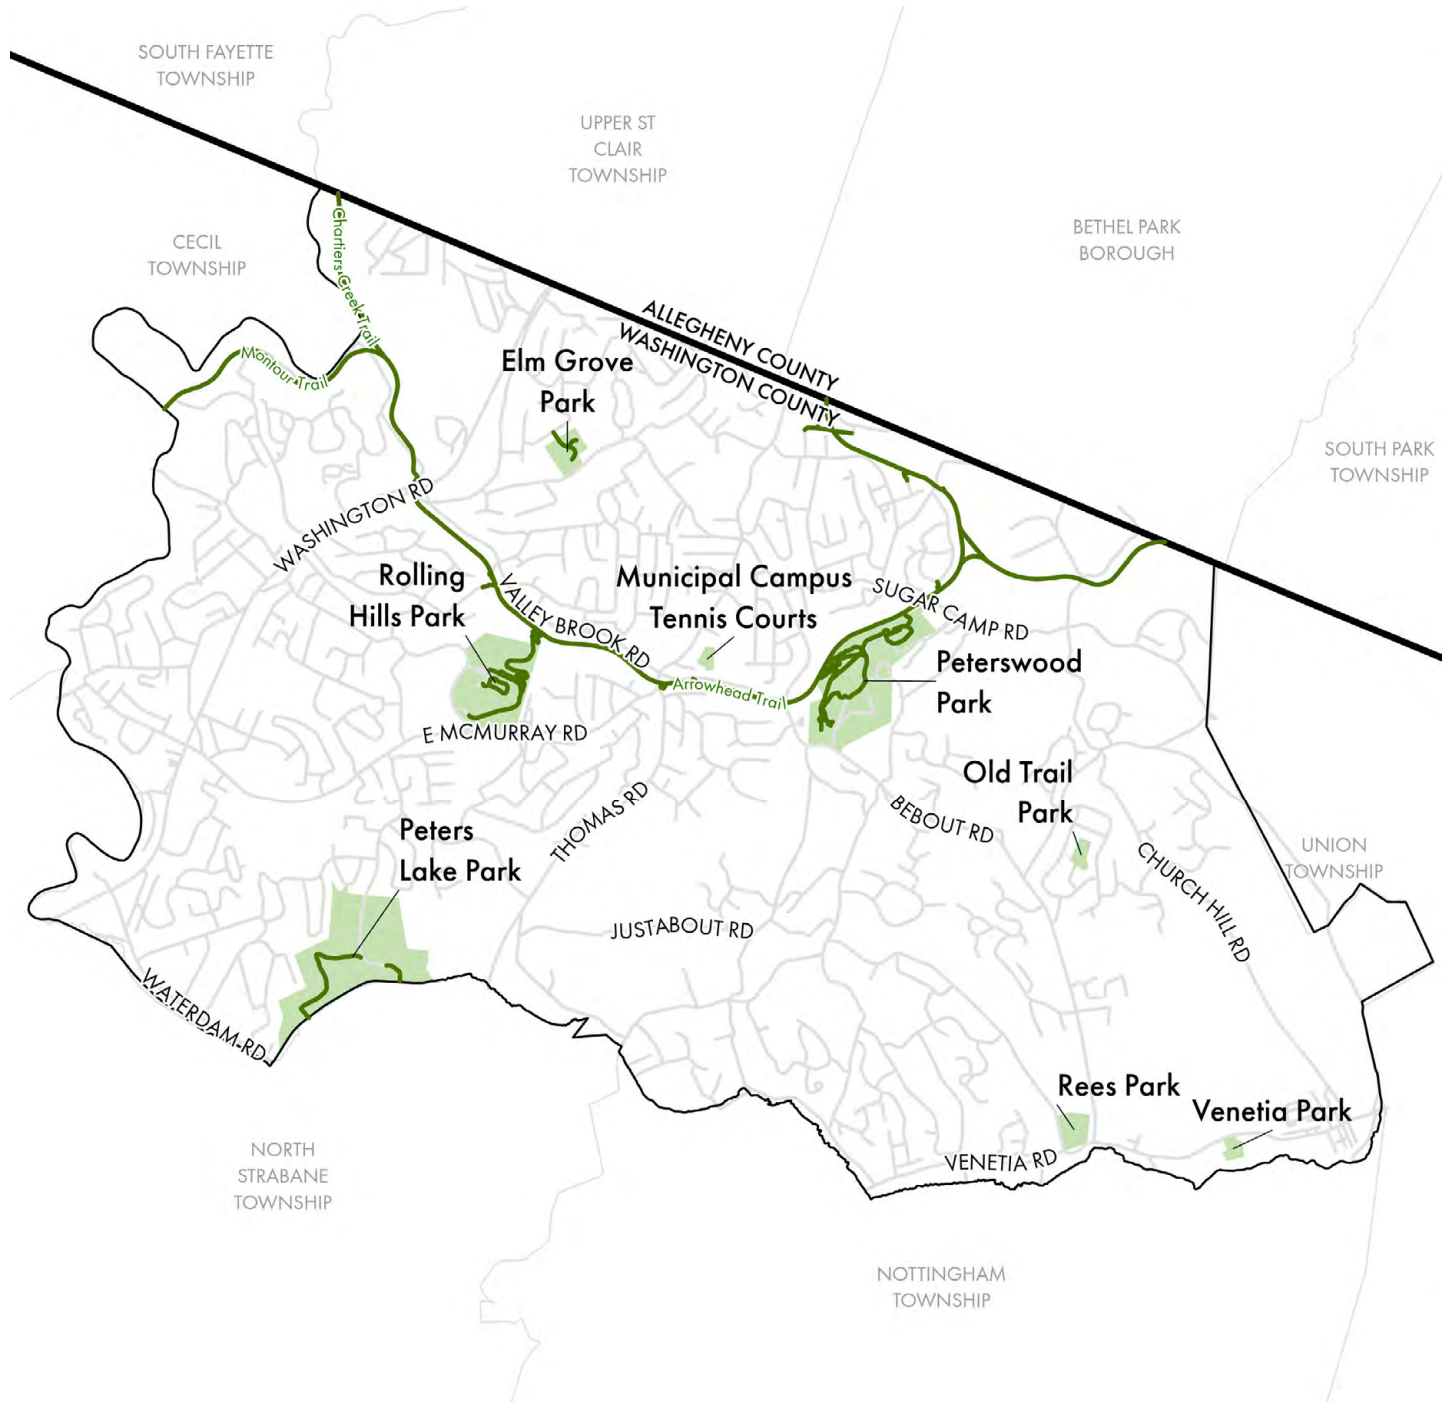 SOUTH FAYETTE
TOWNSHIP
UPPER ST
CLAIR
TOWNSHIP
BETHEL PARK
BOROUGH
CECIL
TOWNSHIP
Chartiers Creek Trail
ALLEGHENY COUNTY
WASHINGTON COUNTY
Montour Trail
Elm Grove
Park
SOUTH PARK
TOWNSHIP
WASHINGTON RD
Rolling
Hills Park
VALLEY BROOK RD
Municipal Campus
Tennis Courts
SUGAR CAMP RD
Peterswood
Park
Arrowhead Trail
E MCMURRAY RD
Old Trail
Park
THOMAS RD
BEBOUT RD
Peters
Lake Park
CHURCH HILL RD
UNION
TOWNSHIP
JUSTABOUT RD
WATERDAM RD
Rees Park
Venetia Park
VENETIA RD
NORTH
STRABANE
TOWNSHIP
NOTTINGHAM
TOWNSHIP